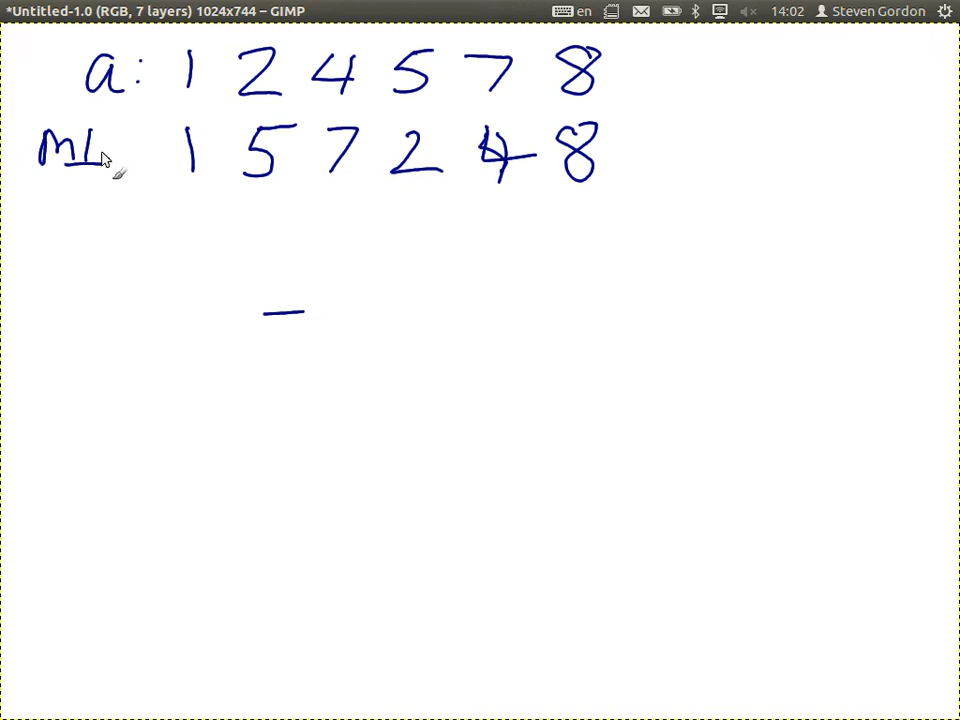 *Untitled-1.0 (RGB, 7 layers) 1024x744 – GIMP en 14:02 Steven Gordon
a: 1 2 4 5 7 8
MI 1 5 7 2 4 8